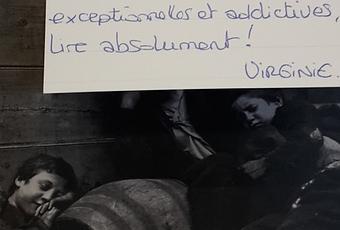 exceptionnelles et addictives,
lire absolument !
VIRGINIE.